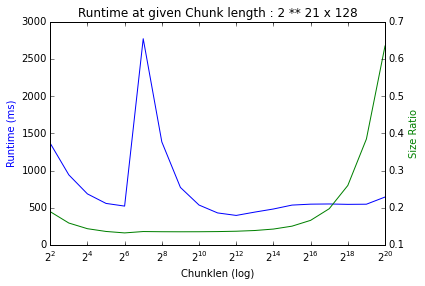 Runtime at given Chunk length : 2 ** 21 x 128
3000
2500
2000
1500
1000
500
0
Runtime (ms)
0.7
0.6
0.5
0.4
0.3
0.2
0.1
Size Ratio
2^2 2^4 2^6 2^8 2^10 2^12 2^14 2^16 2^18 2^20
Chunklen (log)